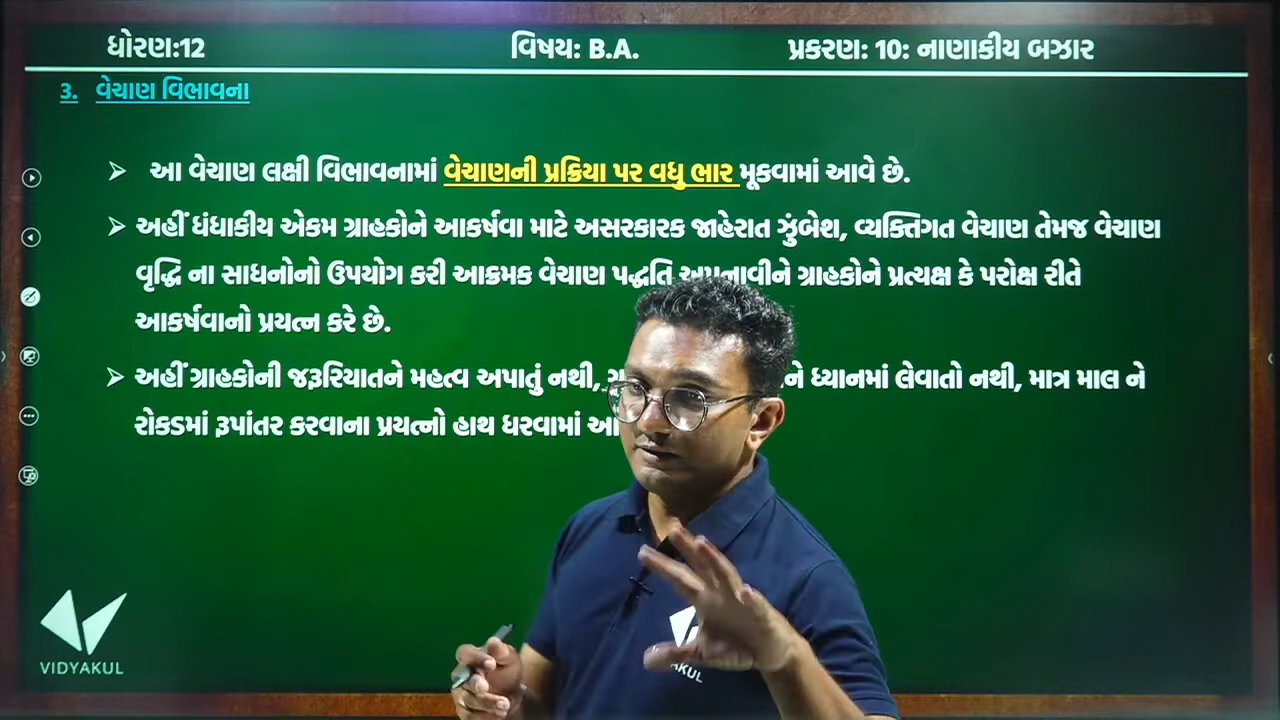 ધોરણ:12 વિષય: B.A. પ્રકરણ: 10: નાણાકીય બઝાર
૩. વેચાણ વિભાવના
➢ આ વેચાણ લક્ષી વિભાવનામાં વેચાણની પ્રક્રિયા પર વધુ ભાર મૂકવામાં આવે છે.
➢ અહીં ધંધાકીય એકમ ગ્રાહકોને આકર્ષવા માટે અસરકારક જાહેરાત ઝુંબેશ, વ્યક્તિગત વેચાણ તેમજ વેચાણ
વૃદ્ધિ ના સાધનોનો ઉપયોગ કરી આક્રમક વેચાણ પદ્ધતિ અપનાવીને ગ્રાહકોને પ્રત્યક્ષ કે પરોક્ષ રીતે
આકર્ષવાનો પ્રયત્ન કરે છે.
➢ અહીં ગ્રાહકોની જરૂરિયાતને મહત્વ અપાતું નથી, ને ધ્યાનમાં લેવાતો નથી, માત્ર માલ ને
રોકડમાં રૂપાંતર કરવાના પ્રયત્નો હાથ ધરવામાં
VIDYAKUL